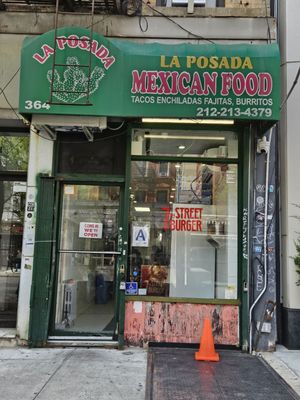 LA POSADA
364
LA POSADA
MEXICAN FOOD
TACOS ENCHILADAS FAJITAS, BURRITOS
212-213-4379
7th STREET
BURGER
COME IN
WE'RE
OPEN
A